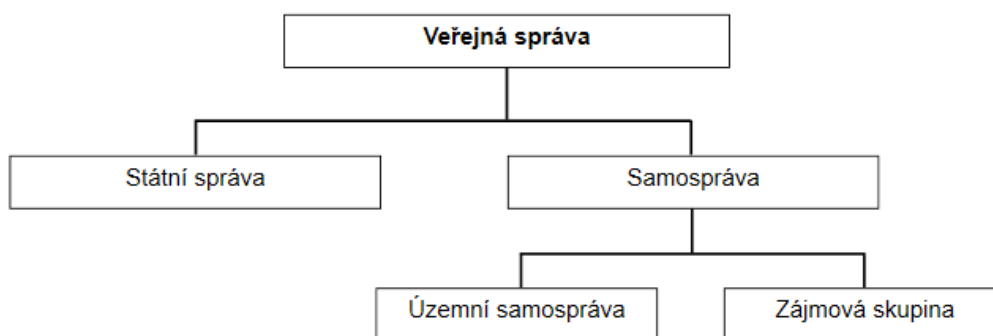 Veřejná správa
Státní správa
Samospráva
Územní samospráva
Zájmová skupina